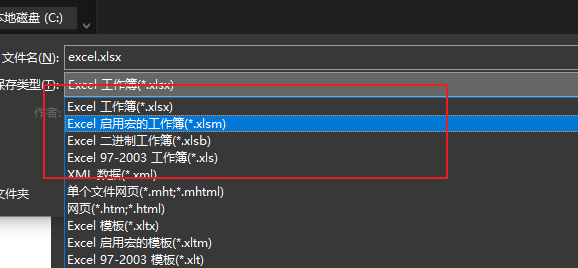 本地磁盘 (C:)
文件名(N): excel.xlsx
保存类型(T): Excel 工作簿(*.xlsx)
作者:
Excel 工作簿(*.xlsx)
Excel 启用宏的工作簿(*.xlsm)
Excel 二进制工作簿(*.xlsb)
Excel 97-2003 工作簿(*.xls)
XML 数据(*.xml)
单个文件网页(*.mht;*.mhtml)
文件夹
网页(*.htm;*.html)
Excel 模板(*.xltx)
Excel 启用宏的模板(*.xltm)
Excel 97-2003 模板(*.xlt)